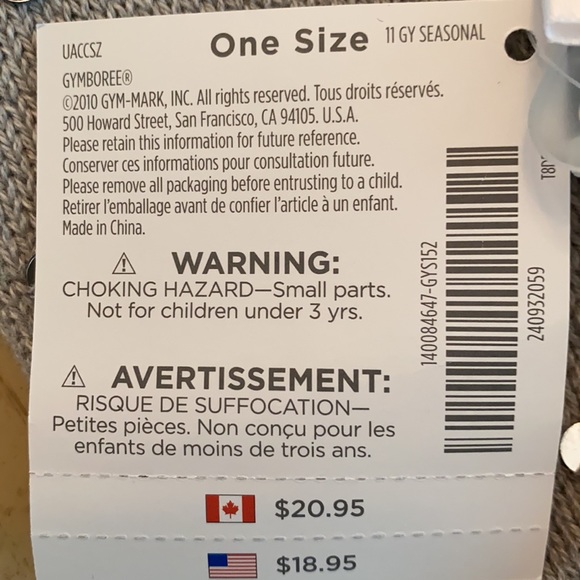 UACCSZ
One Size
11 GY SEASONAL
GYMBOREE®
©2010 GYM-MARK, INC. All rights reserved. Tous droits réservés.
500 Howard Street, San Francisco, CA 94105. U.S.A.
Please retain this information for future reference.
Conserver ces informations pour consultation future.
Please remove all packaging before entrusting to a child.
Retirer l'emballage avant de confier l'article à un enfant.
Made in China.
⚠ WARNING:
CHOKING HAZARD—Small parts.
Not for children under 3 yrs.
⚠ AVERTISSEMENT:
RISQUE DE SUFFOCATION—
Petites pièces. Non conçu pour les
enfants de moins de trois ans.
140084647-GYS152
240932059
$20.95
$18.95